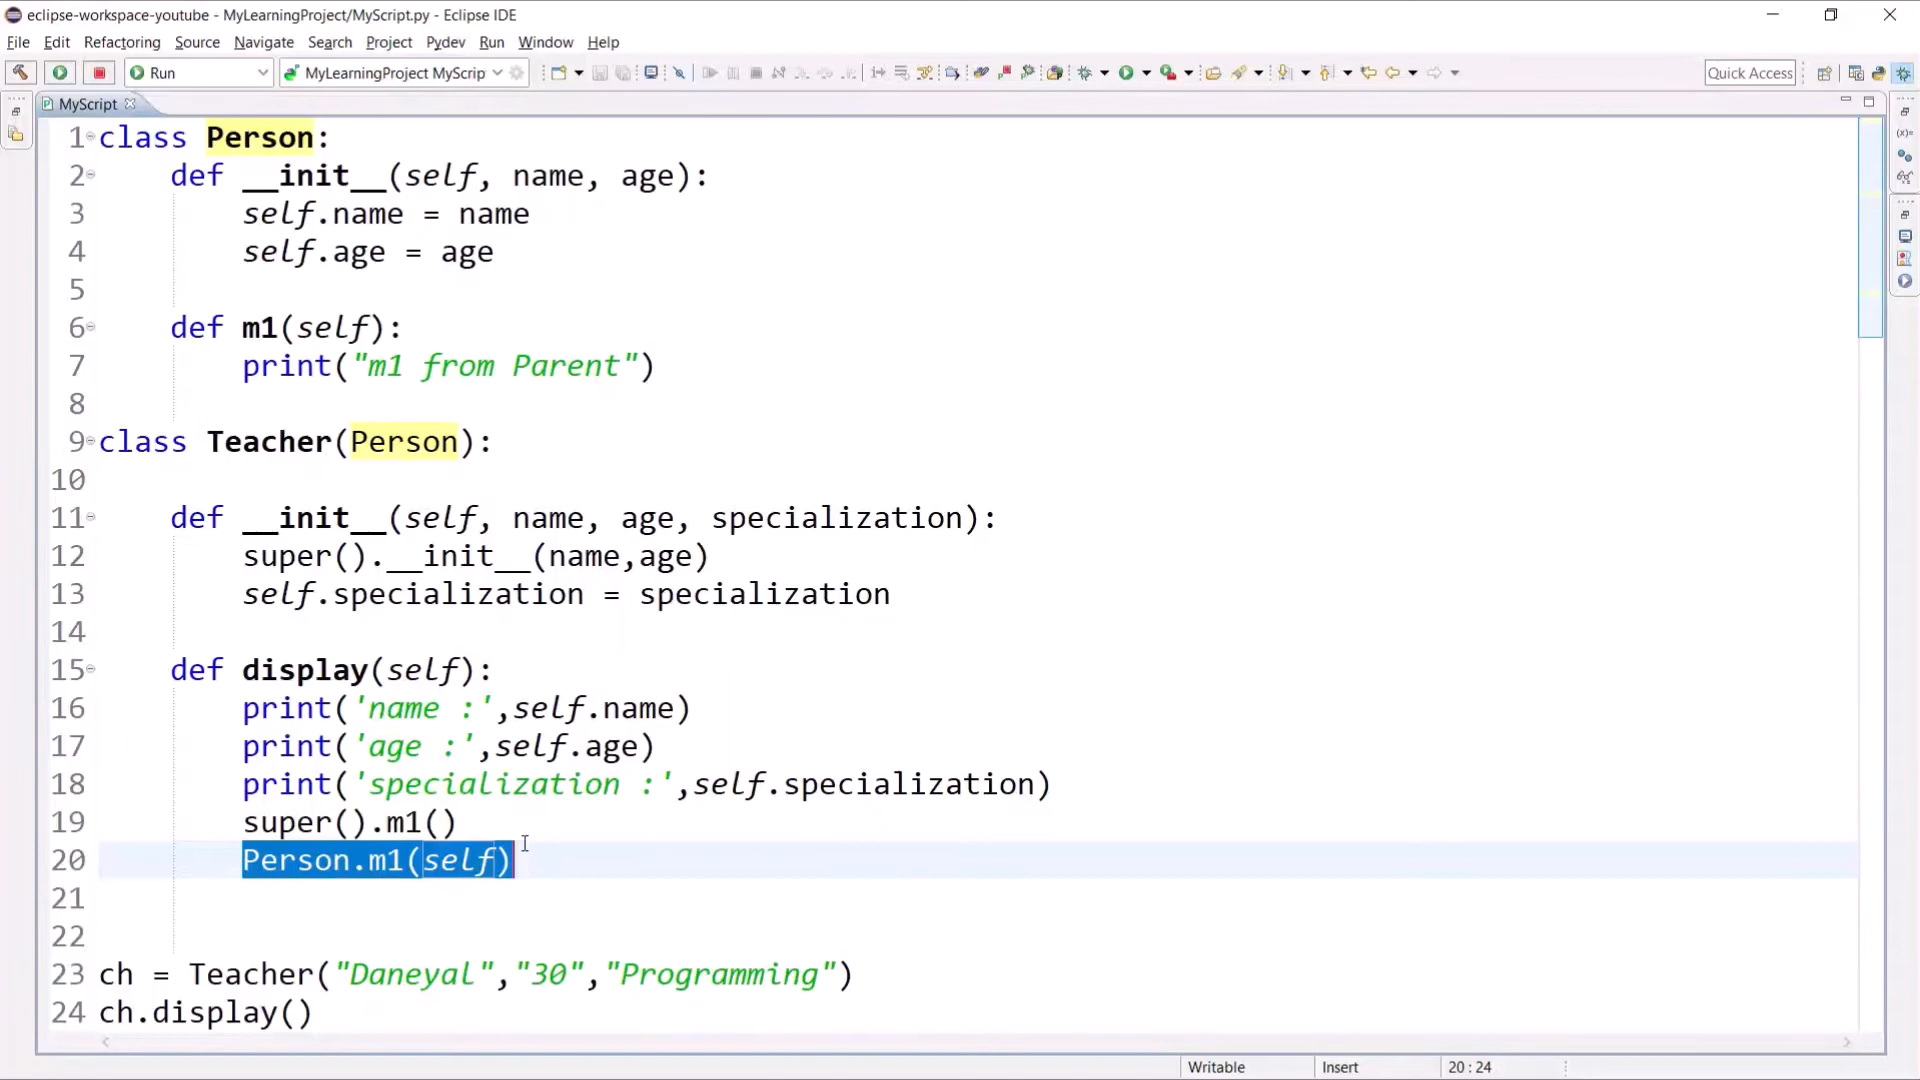 eclipse-workspace-youtube - MyLearningProject/MyScript.py - Eclipse IDE
File Edit Refactoring Source Navigate Search Project Pydev Run Window Help
Run MyLearningProject MyScrip Quick Access
MyScript
1 class Person:
2 def __init__(self, name, age):
3 self.name = name
4 self.age = age
5
6 def m1(self):
7 print("m1 from Parent")
8
9 class Teacher(Person):
10
11 def __init__(self, name, age, specialization):
12 super().__init__(name,age)
13 self.specialization = specialization
14
15 def display(self):
16 print('name :',self.name)
17 print('age :',self.age)
18 print('specialization :',self.specialization)
19 super().m1()
20 Person.m1(self)
21
22
23 ch = Teacher("Daneyal","30","Programming")
24 ch.display()
Writable Insert 20 : 24